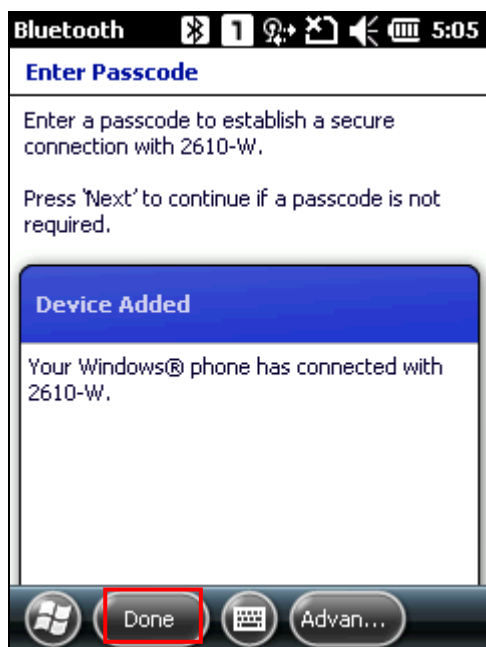 Bluetooth 1 5:05
Enter Passcode
Enter a passcode to establish a secure
connection with 2610-W.
Press 'Next' to continue if a passcode is not
required.
Device Added
Your Windows® phone has connected with
2610-W.
Done Advan...